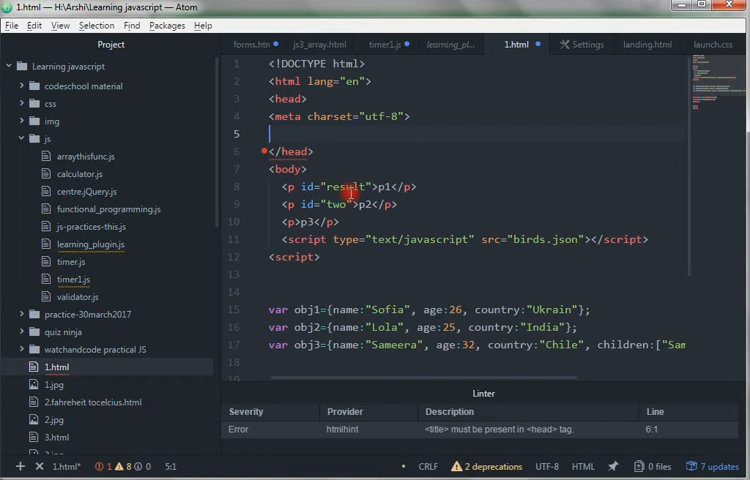 1.html — H:\Arshi\Learning javascript — Atom
File Edit View Selection Find Packages Help
Project
forms.htm
js3_array.html
timer1.js
learning_pl...
1.html
Settings
landing.html
launch.css
Learning javascript
codeschool material
css
img
js
arraythisfunc.js
calculator.js
centre.jQuery.js
functional_programming.js
js-practices-this.js
learning_plugin.js
timer.js
timer1.js
validator.js
practice-30march2017
quiz ninja
watchandcode practical JS
1.html
1.jpg
2.fahreheit tocelcius.html
2.jpg
3.html
1 <!DOCTYPE html>
2 <html lang="en">
3 <head>
4 <meta charset="utf-8">
5
6 </head>
7 <body>
8 <p id="result">p1</p>
9 <p id="two">p2</p>
10 <p>p3</p>
11 <script type="text/javascript" src="birds.json"></script>
12 <script>
13
14
15 var obj1={name:"Sofia", age:26, country:"Ukrain"};
16 var obj2={name:"Lola", age:25, country:"India"};
17 var obj3={name:"Sameera", age:32, country:"Chile", children:["Sam
18
19
Linter
Severity Provider Description Line
Error htmlhint <title> must be present in <head> tag. 6:1
1.html* 1 8 0 5:1 CRLF 2 deprecations UTF-8 HTML 0 files 7 updates